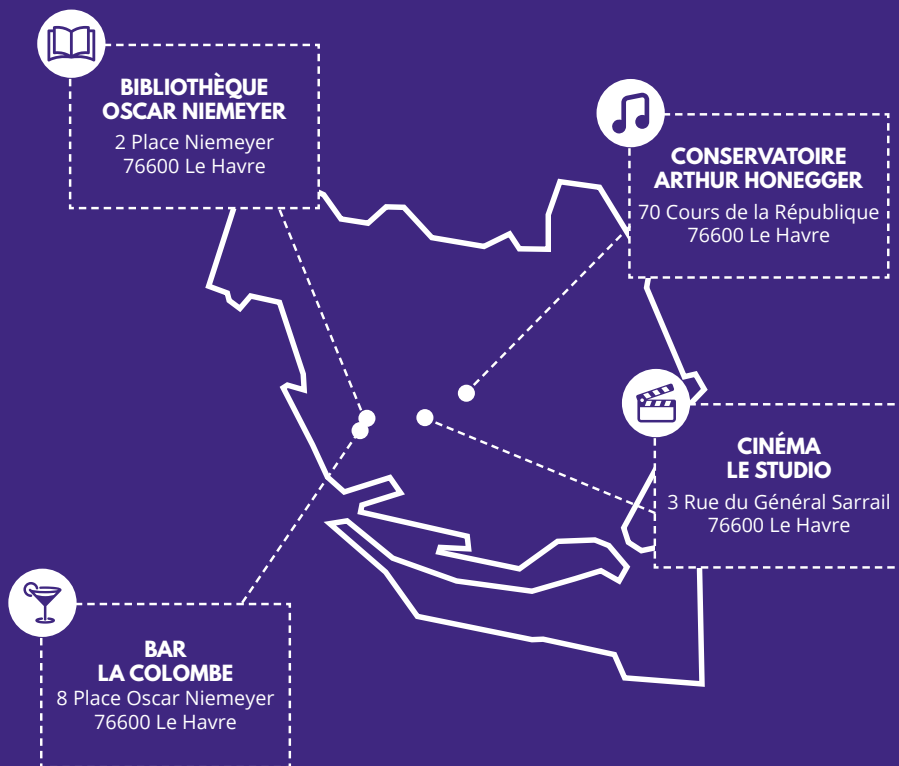 BIBLIOTHÈQUE
OSCAR NIEMEYER
2 Place Niemeyer
76600 Le Havre
CONSERVATOIRE
ARTHUR HONEGGER
70 Cours de la République
76600 Le Havre
CINÉMA
LE STUDIO
3 Rue du Général Sarrail
76600 Le Havre
BAR
LA COLOMBE
8 Place Oscar Niemeyer
76600 Le Havre